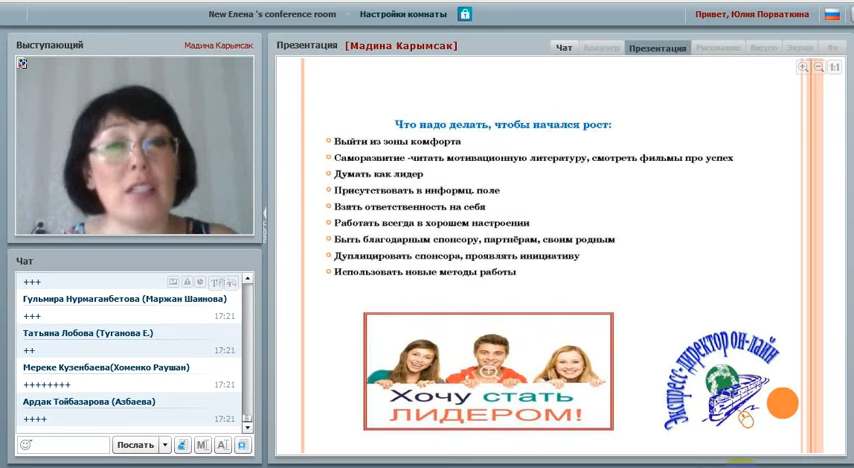 New Елена 's conference room
Настройки комнаты
Привет, Юлия Порваткина
Выступающий
Мадина Карымсак
Чат
+++
Гульмира Нурмаганбетова (Маржан Шаинова)
+++
17:21
Татьяна Лобова (Туганова Е.)
++
17:21
Мереке Кузенбаева(Хоменко Раушан)
++++++++
17:21
Ардак Тойбазарова (Азбаева)
++++
17:21
Послать
Презентация [Мадина Карымсак]
Чат
Браузер
Презентация
Рисование
Видео
Экран
1:1
Что надо делать, чтобы начался рост:
Выйти из зоны комфорта
Саморазвитие -читать мотивационную литературу, смотреть фильмы про успех
Думать как лидер
Присутствовать в информц. поле
Взять ответственность на себя
Работать всегда в хорошем настроении
Быть благодарным спонсору, партнёрам, своим родным
Дуплицировать спонсора, проявлять инициативу
Использовать новые методы работы
Хочу стать
ЛИДЕРОМ!
Экспресс-директор он-лайн